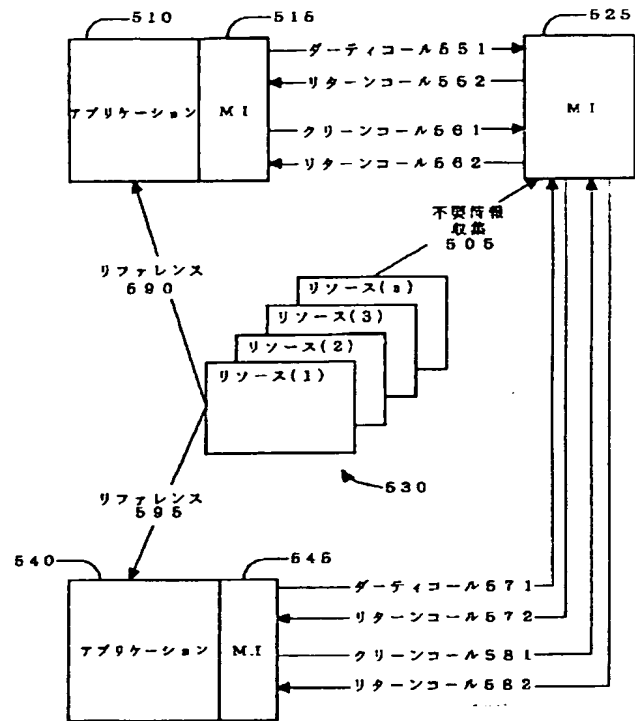 510
515
525
アプリケーション
MI
ダーティコール551
リターンコール552
クリーンコール561
リターンコール562
MI
不要情報
収集
505
リファレンス
590
リソース(n)
リソース(3)
リソース(2)
リソース(1)
530
リファレンス
595
540
545
アプリケーション
M.I
ダーティコール571
リターンコール572
クリーンコール581
リターンコール582